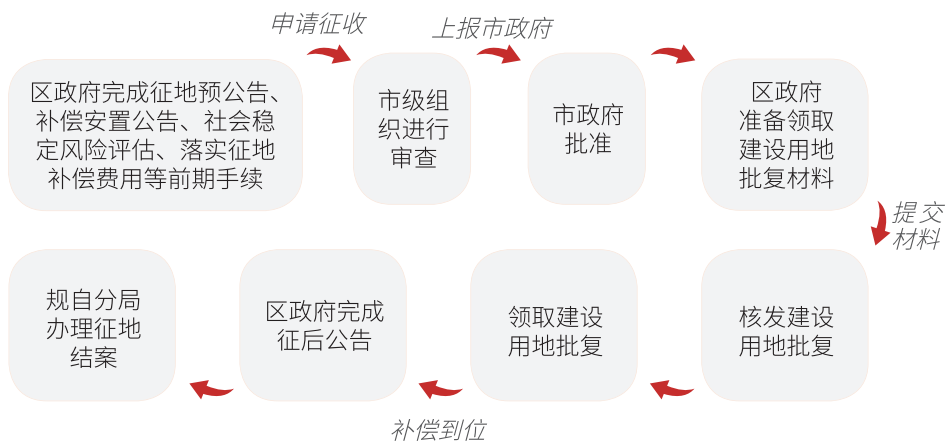 申请征收
上报市政府
区政府完成征地预公告、
补偿安置公告、社会稳
定风险评估、落实征地
补偿费用等前期手续
市级组
织进行
审查
市政府
批准
区政府
准备领取
建设用地
批复材料
提交
材料
核发建设
用地批复
领取建设
用地批复
补偿到位
区政府完成
征后公告
规自分局
办理征地
结案